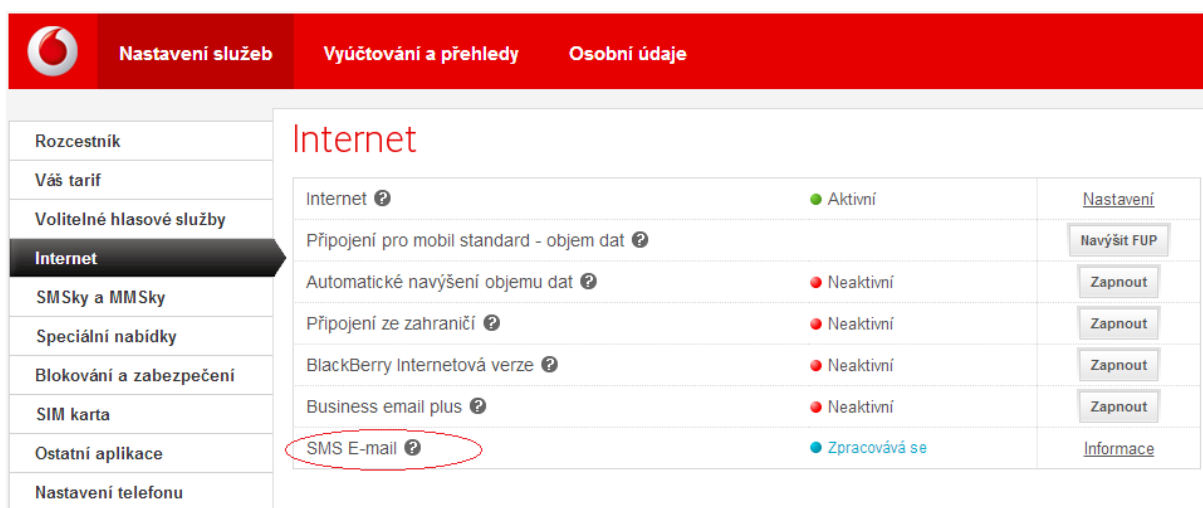 Nastavení služeb Vyúčtování a přehledy Osobní údaje
Rozcestník
Váš tarif
Volitelné hlasové služby
Internet
SMSky a MMSky
Speciální nabídky
Blokování a zabezpečení
SIM karta
Ostatní aplikace
Nastavení telefonu
Internet
Internet ? Aktivní Nastavení
Připojení pro mobil standard - objem dat ? Navýšit FUP
Automatické navýšení objemu dat ? Neaktivní Zapnout
Připojení ze zahraničí ? Neaktivní Zapnout
BlackBerry Internetová verze ? Neaktivní Zapnout
Business email plus ? Neaktivní Zapnout
SMS E-mail ? Zpracovává se Informace